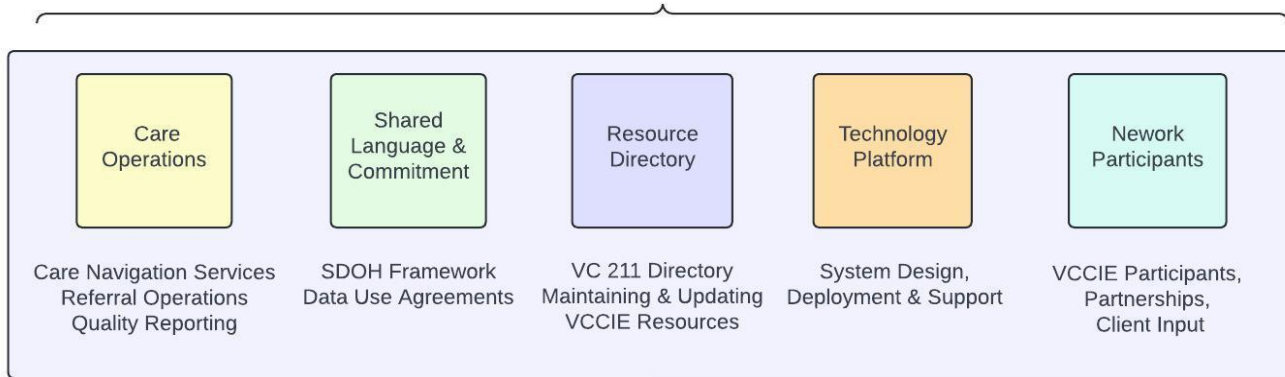 Care
Operations
Shared
Language &
Commitment
Resource
Directory
Technology
Platform
Nework
Participants
Care Navigation Services
Referral Operations
Quality Reporting
SDOH Framework
Data Use Agreements
VC 211 Directory
Maintaining & Updating
VCCIE Resources
System Design,
Deployment & Support
VCCIE Participants,
Partnerships,
Client Input